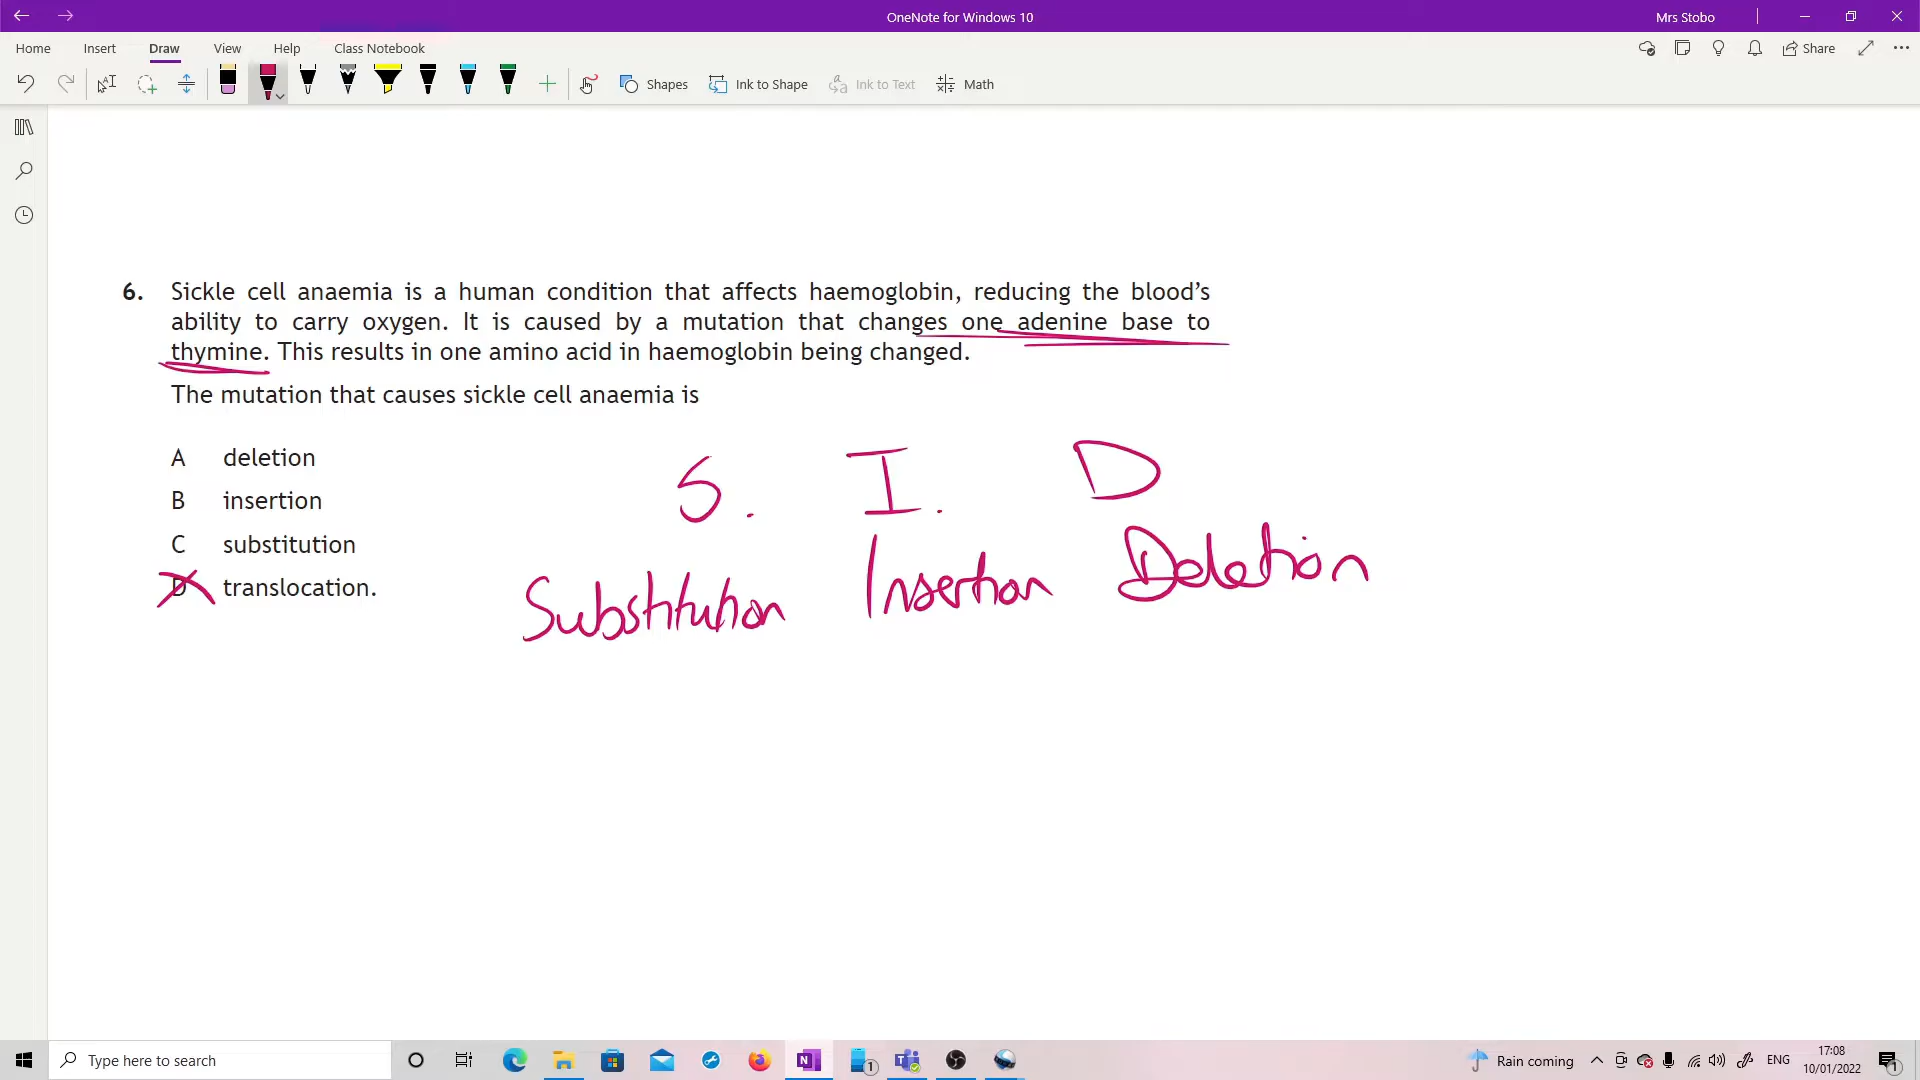 OneNote for Windows 10
Mrs Stobo
Home Insert Draw View Help Class Notebook
Share
Shapes Ink to Shape Ink to Text Math
6. Sickle cell anaemia is a human condition that affects haemoglobin, reducing the blood's
ability to carry oxygen. It is caused by a mutation that changes one adenine base to
thymine. This results in one amino acid in haemoglobin being changed.
The mutation that causes sickle cell anaemia is
A deletion
B insertion
C substitution
D translocation.
S. I. D
Substitution Insertion Deletion
Type here to search
Rain coming
ENG
17:08
10/01/2022